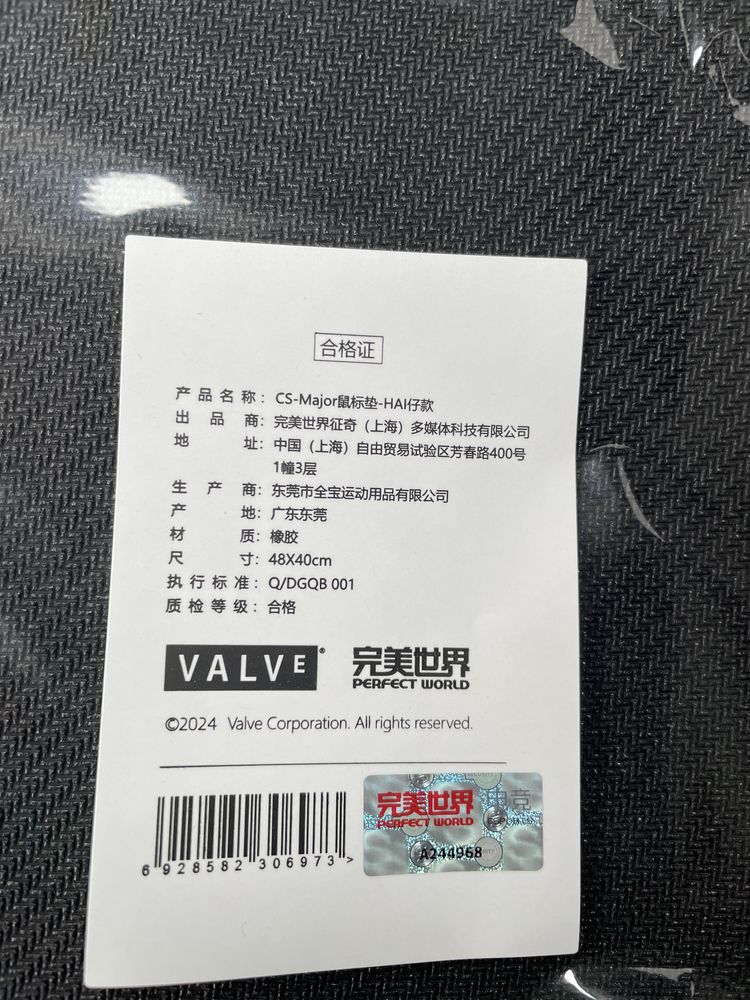 合格证
产品名称：CS-Major鼠标垫-HAI仔款
出品商：完美世界征奇（上海）多媒体科技有限公司
地址：中国（上海）自由贸易试验区芳春路400号
1幢3层
生产商：东莞市全宝运动用品有限公司
产地：广东东莞
材质：橡胶
尺寸：48X40cm
执行标准：Q/DGQB 001
质检等级：合格
VALVE®
完美世界
PERFECT WORLD
©2024 Valve Corporation. All rights reserved.
6 928582 306973 >
完美世界
PERFECT WORLD
电竞
A244968